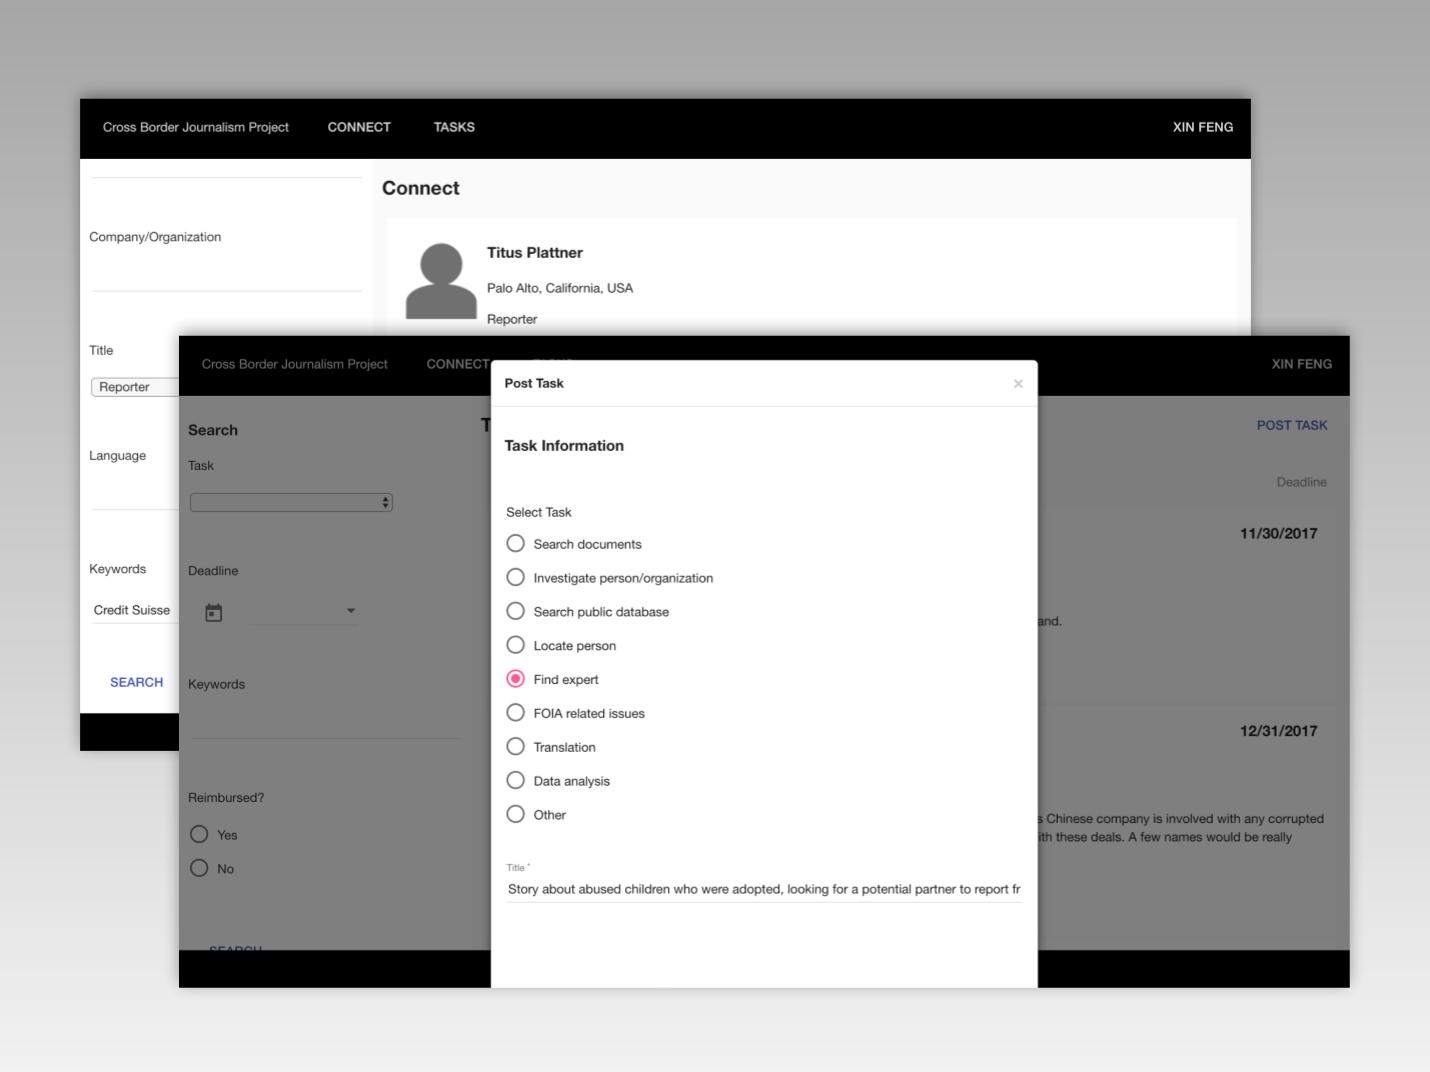 Cross Border Journalism Project CONNECT TASKS XIN FENG
Connect
Company/Organization
Titus Plattner
Palo Alto, California, USA
Reporter
Title
Reporter
Language
Keywords
Credit Suisse
SEARCH
Cross Border Journalism Project CONNECT XIN FENG
Search
Task
Deadline
Keywords
Reimbursed?
Yes
No
SEARCH
Post Task ×
Task Information
Select Task
Search documents
Investigate person/organization
Search public database
Locate person
Find expert
FOIA related issues
Translation
Data analysis
Other
Title *
Story about abused children who were adopted, looking for a potential partner to report fr
POST TASK
Deadline
11/30/2017
and.
12/31/2017
s Chinese company is involved with any corrupted
ith these deals. A few names would be really